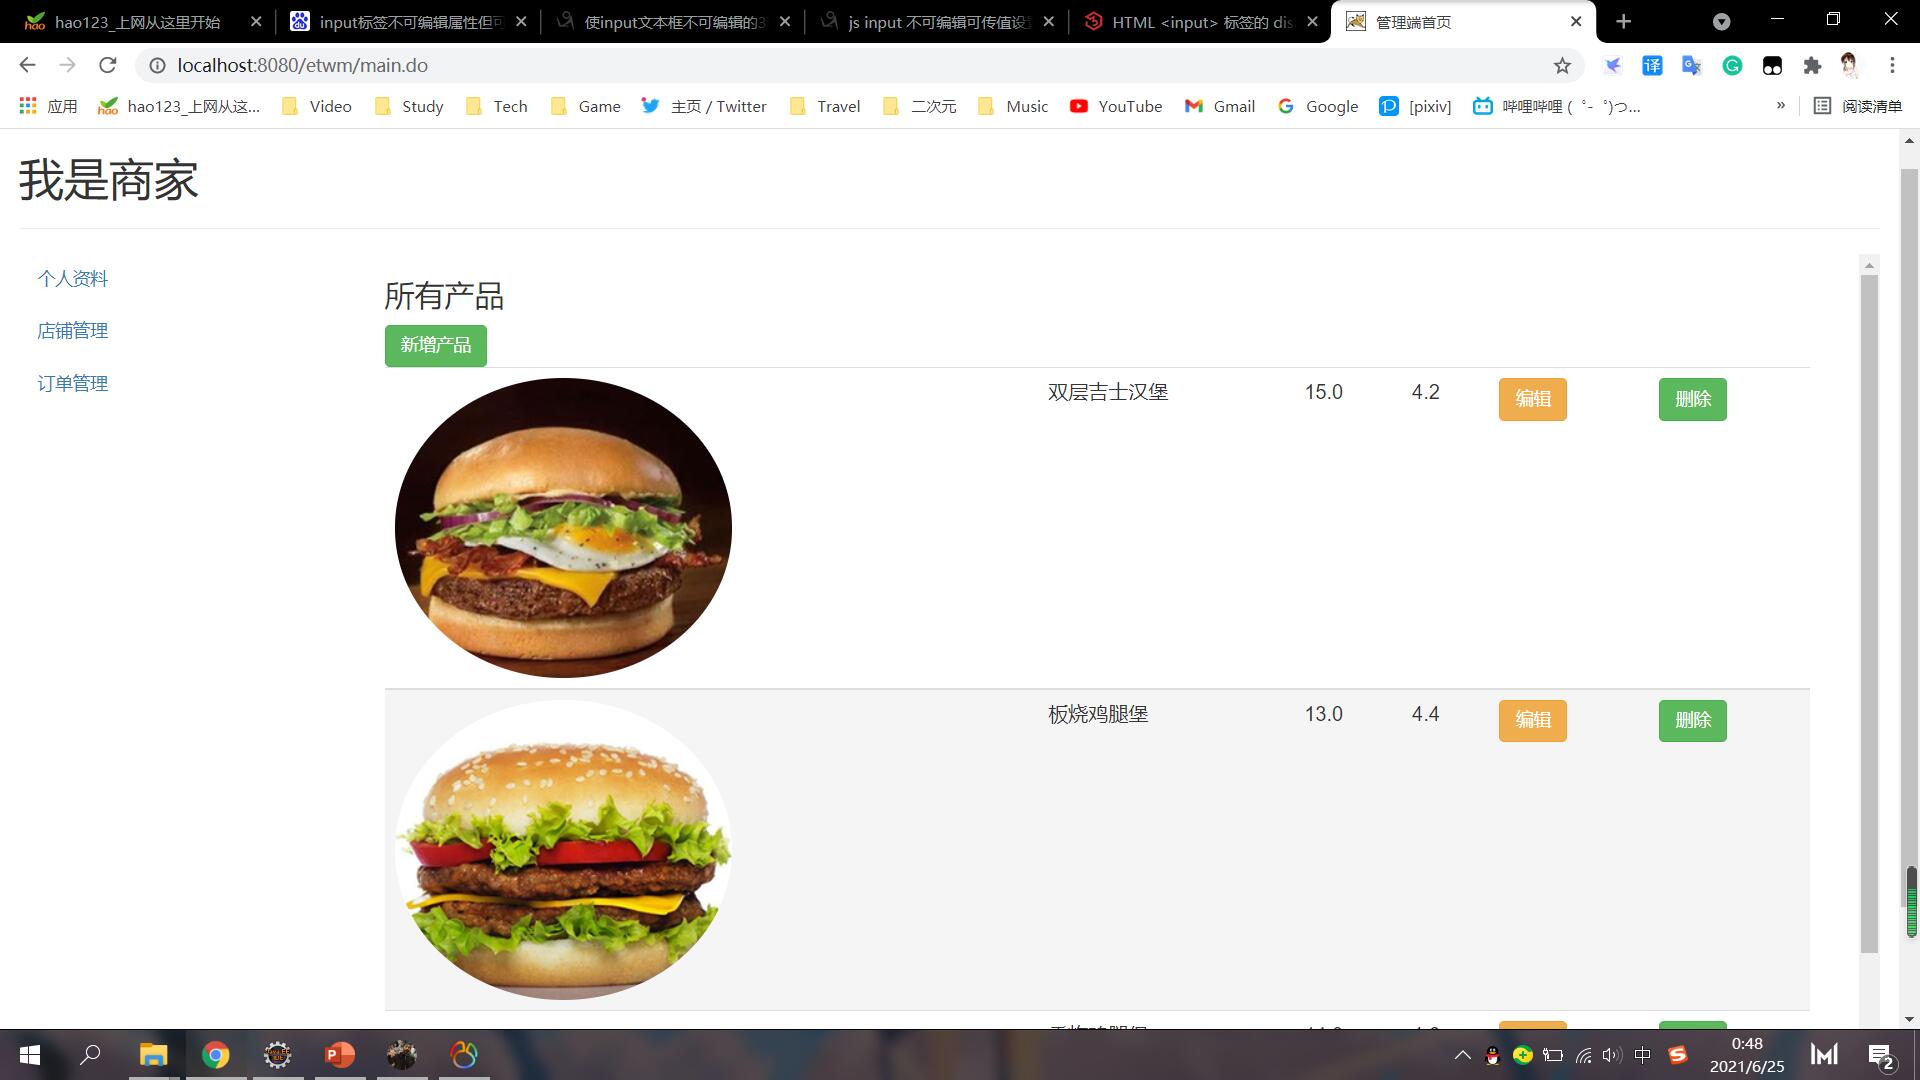 hao123_上网从这里开始
input标签不可编辑属性但可
使input文本框不可编辑的3
js input 不可编辑可传值设
HTML <input> 标签的 dis
管理端首页
localhost:8080/etwm/main.do
应用
hao123_上网从这...
Video
Study
Tech
Game
主页 / Twitter
Travel
二次元
Music
YouTube
Gmail
Google
[pixiv]
哔哩哔哩 ( ゜- ゜)つ...
»
阅读清单
我是商家
个人资料
店铺管理
订单管理
所有产品
新增产品
双层吉士汉堡 15.0 4.2 编辑 删除
板烧鸡腿堡 13.0 4.4 编辑 删除
中
0:48
2021/6/25
2